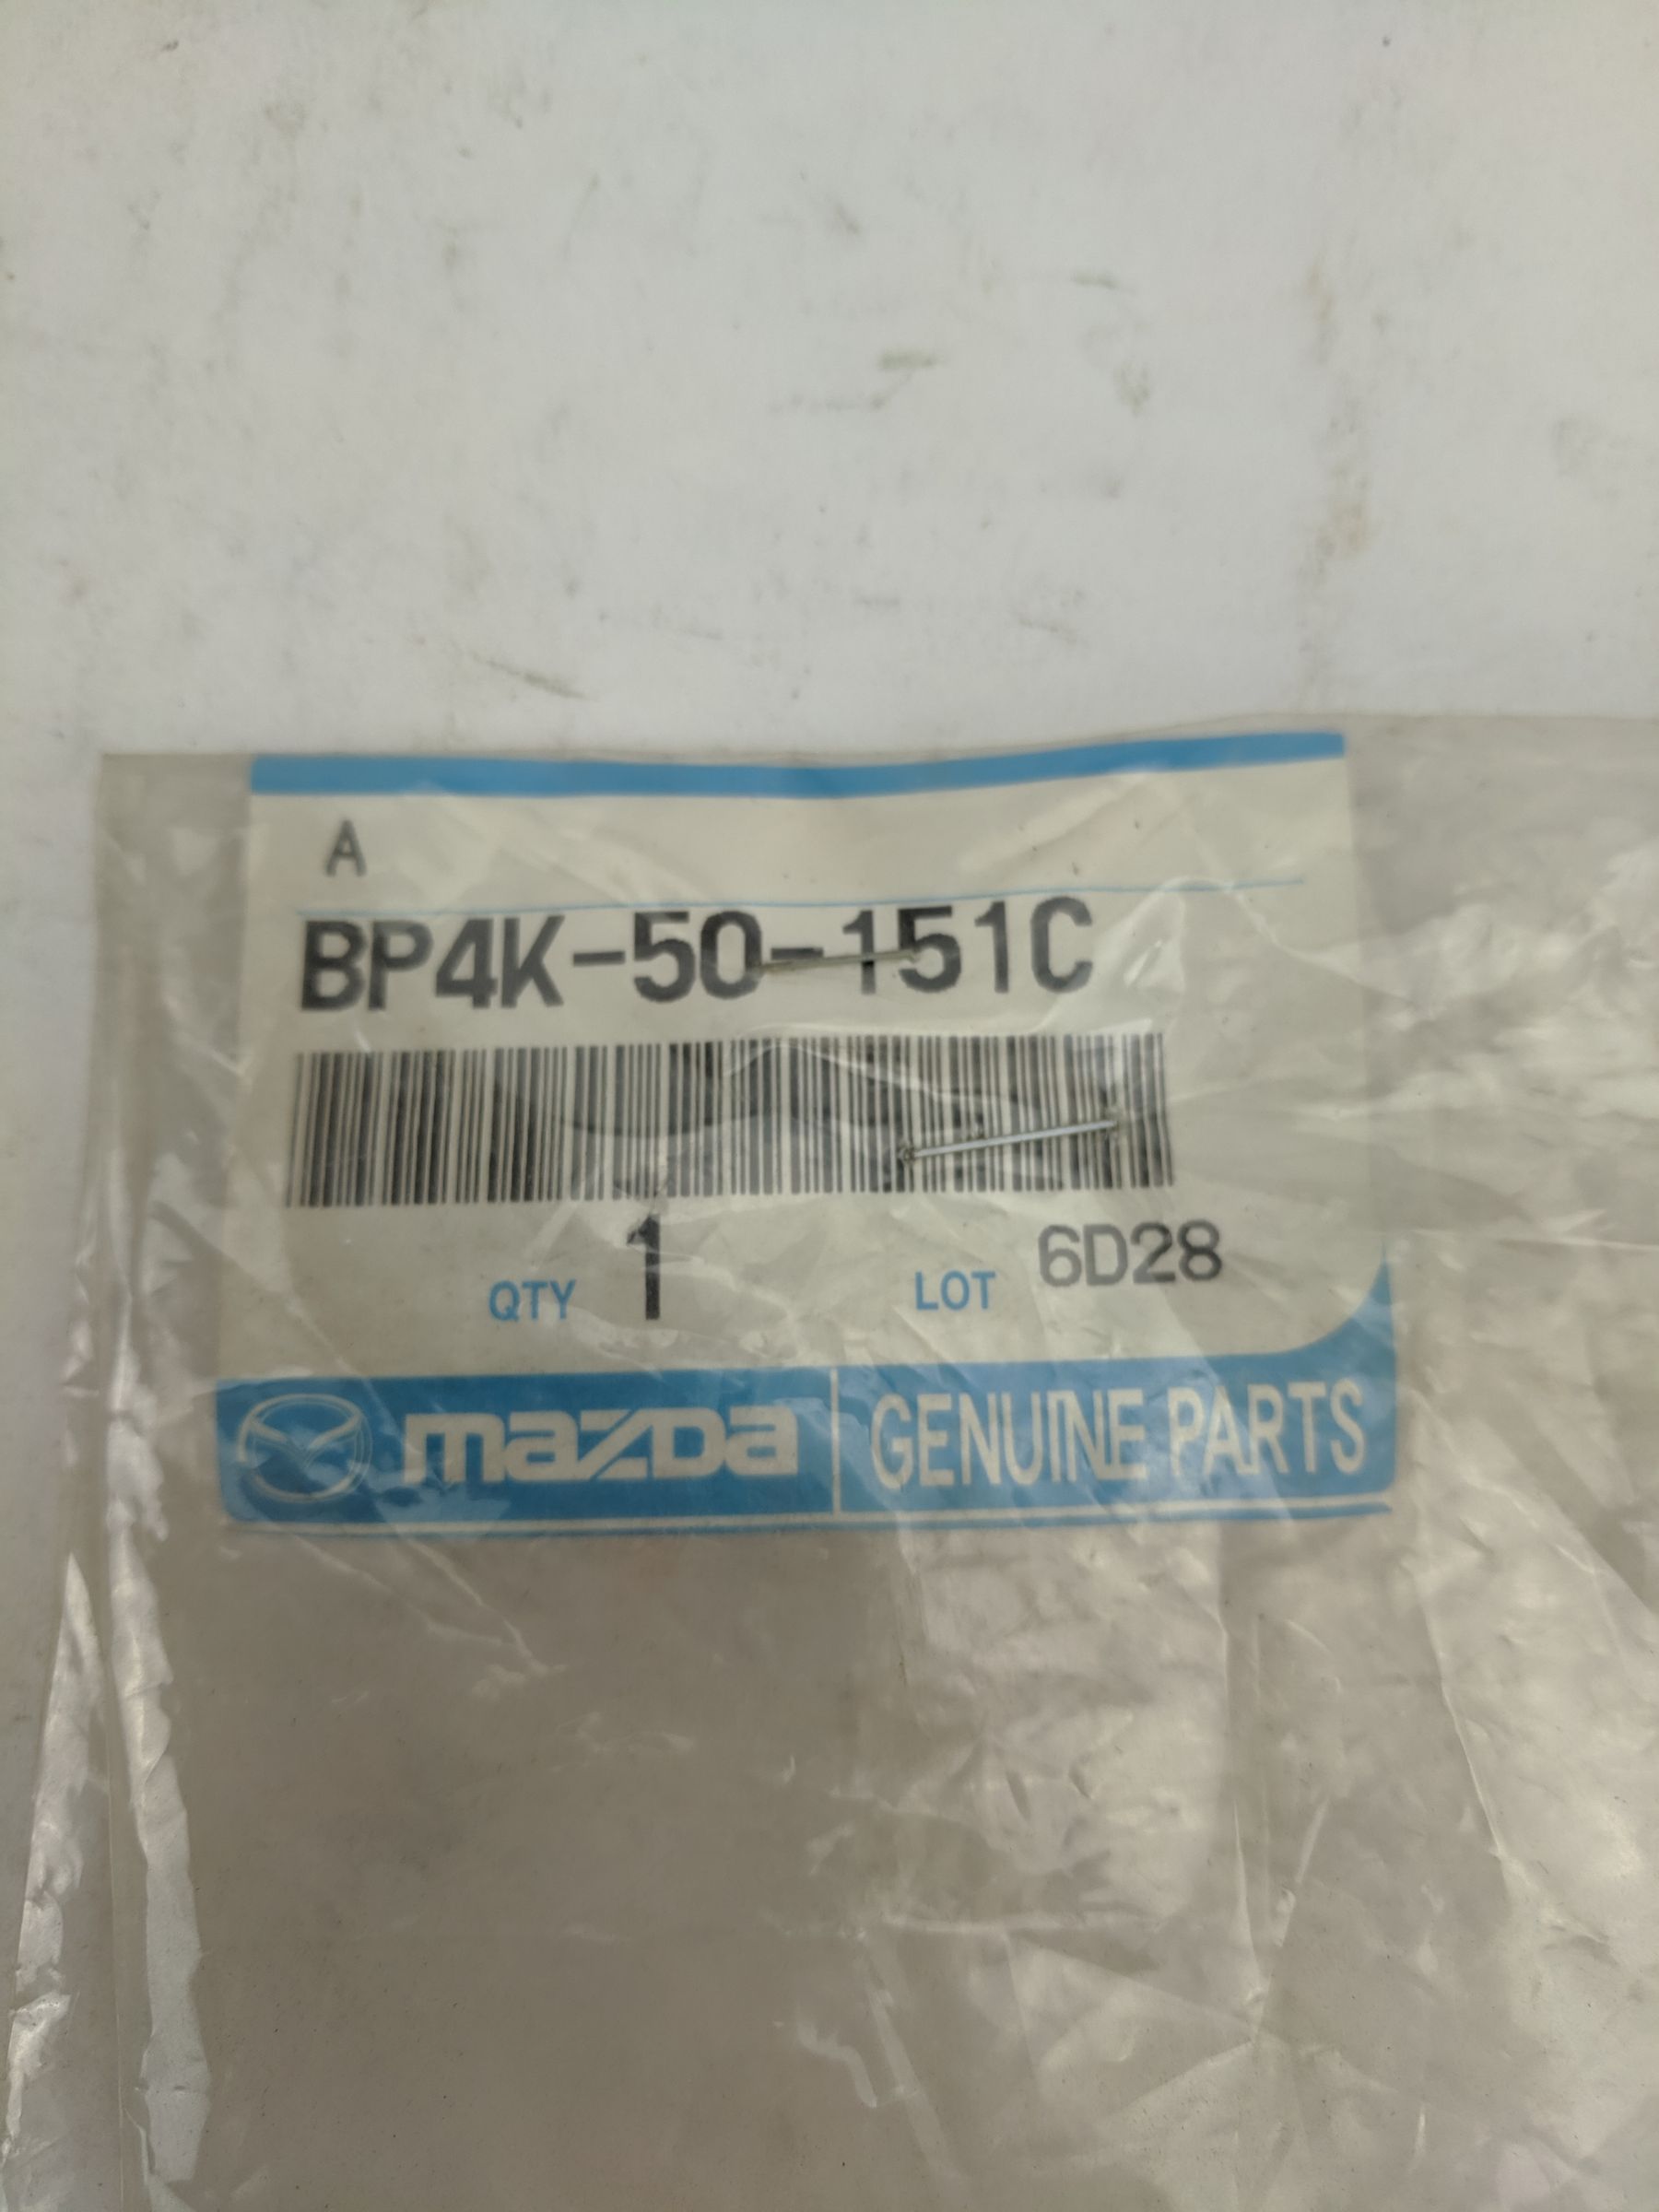 A
BP4K-50-151C
QTY 1 LOT 6D28
mazda GENUINE PARTS